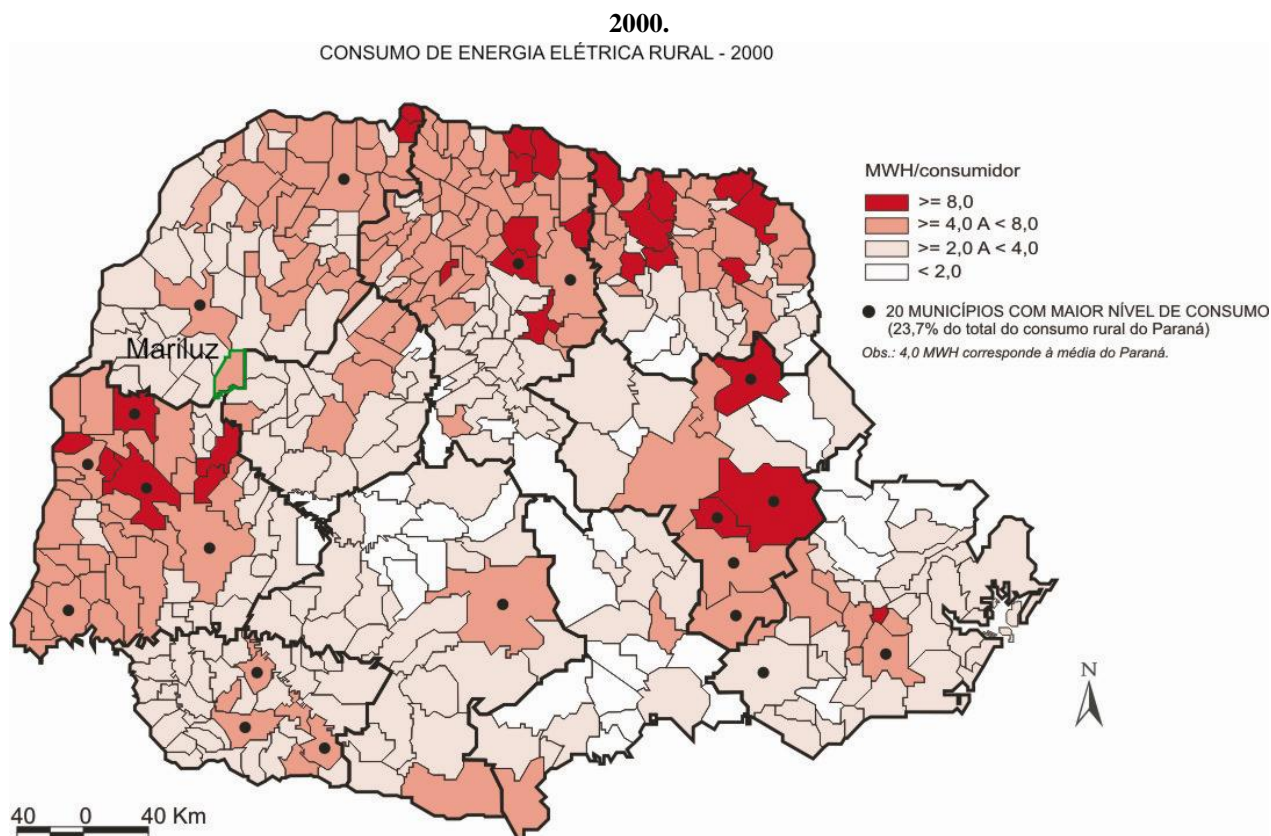 2000.
CONSUMO DE ENERGIA ELÉTRICA RURAL - 2000
MWH/consumidor
>= 8,0
>= 4,0 A < 8,0
>= 2,0 A < 4,0
< 2,0
20 MUNICÍPIOS COM MAIOR NÍVEL DE CONSUMO
(23,7% do total do consumo rural do Paraná)
Obs.: 4,0 MWH corresponde à média do Paraná.
Mariluz
N
40 0 40 Km